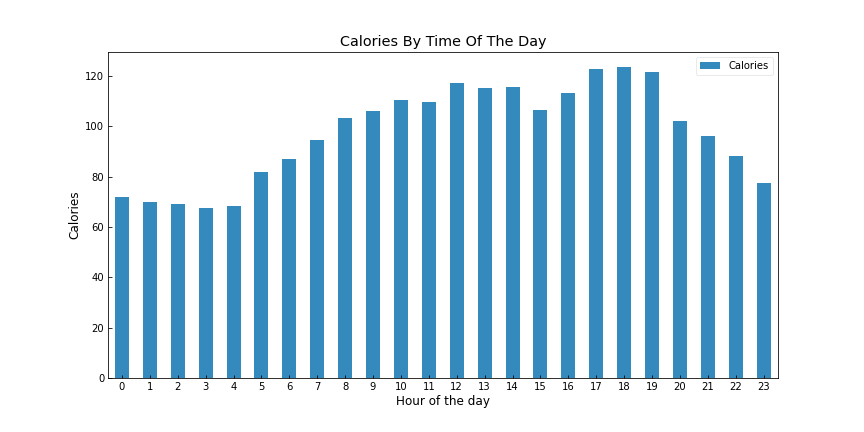 Calories By Time Of The Day
Calories
120
100
80
60
40
20
0
Calories
0 1 2 3 4 5 6 7 8 9 10 11 12 13 14 15 16 17 18 19 20 21 22 23
Hour of the day